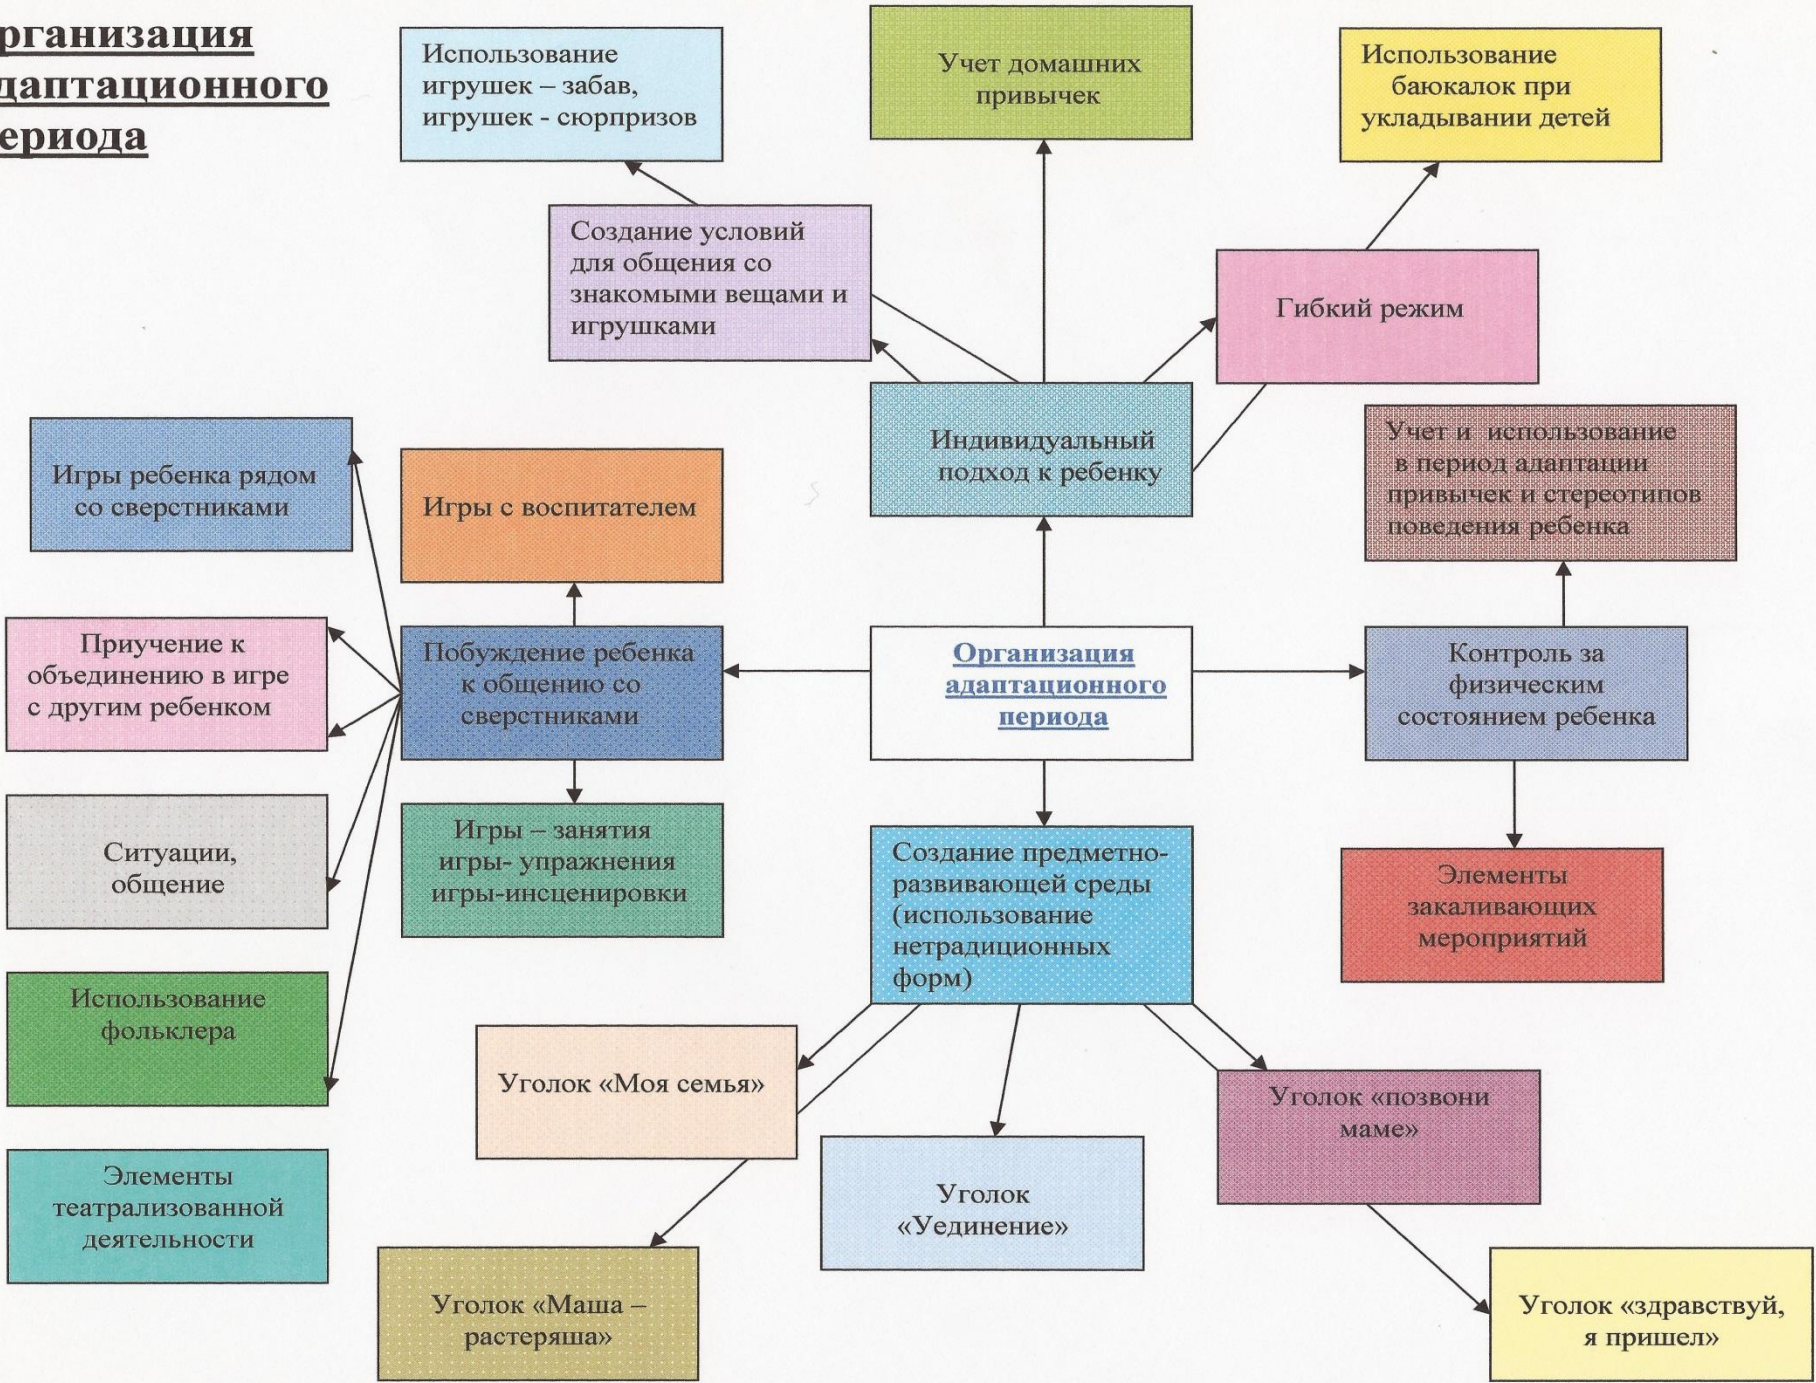 рганизация
даптационного
ериода
Использование
игрушек – забав,
игрушек - сюрпризов
Учет домашних
привычек
Использование
баюкалок при
укладывании детей
Создание условий
для общения со
знакомыми вещами и
игрушками
Гибкий режим
Индивидуальный
подход к ребенку
Учет и использование
в период адаптации
привычек и стереотипов
поведения ребенка
Игры ребенка рядом
со сверстниками
Игры с воспитателем
Приучение к
объединению в игре
с другим ребенком
Побуждение ребенка
к общению со
сверстниками
Организация
адаптационного
периода
Контроль за
физическим
состоянием ребенка
Ситуации,
общение
Игры – занятия
игры- упражнения
игры-инсценировки
Создание предметно-
развивающей среды
(использование
нетрадиционных
форм)
Элементы
закаливающих
мероприятий
Использование
фольклера
Уголок «Моя семья»
Уголок «позвони
маме»
Элементы
театрализованной
деятельности
Уголок
«Уединение»
Уголок «Маша –
растеряша»
Уголок «здравствуй,
я пришел»